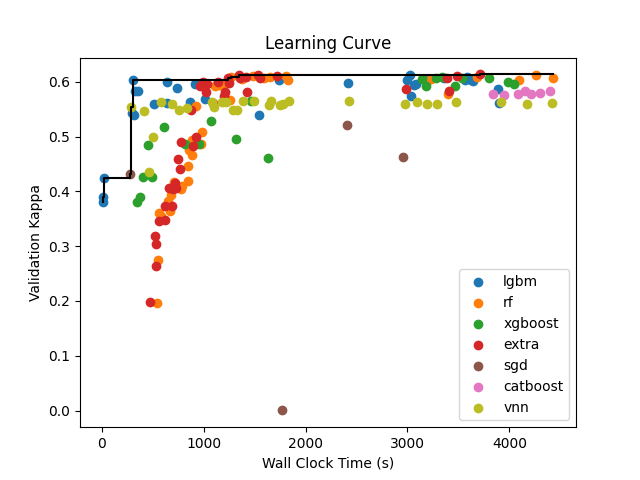 Learning Curve
Validation Kappa
0.6
0.5
0.4
0.3
0.2
0.1
0.0
lgbm
rf
xgboost
extra
sgd
catboost
vnn
0
1000
2000
3000
4000
Wall Clock Time (s)